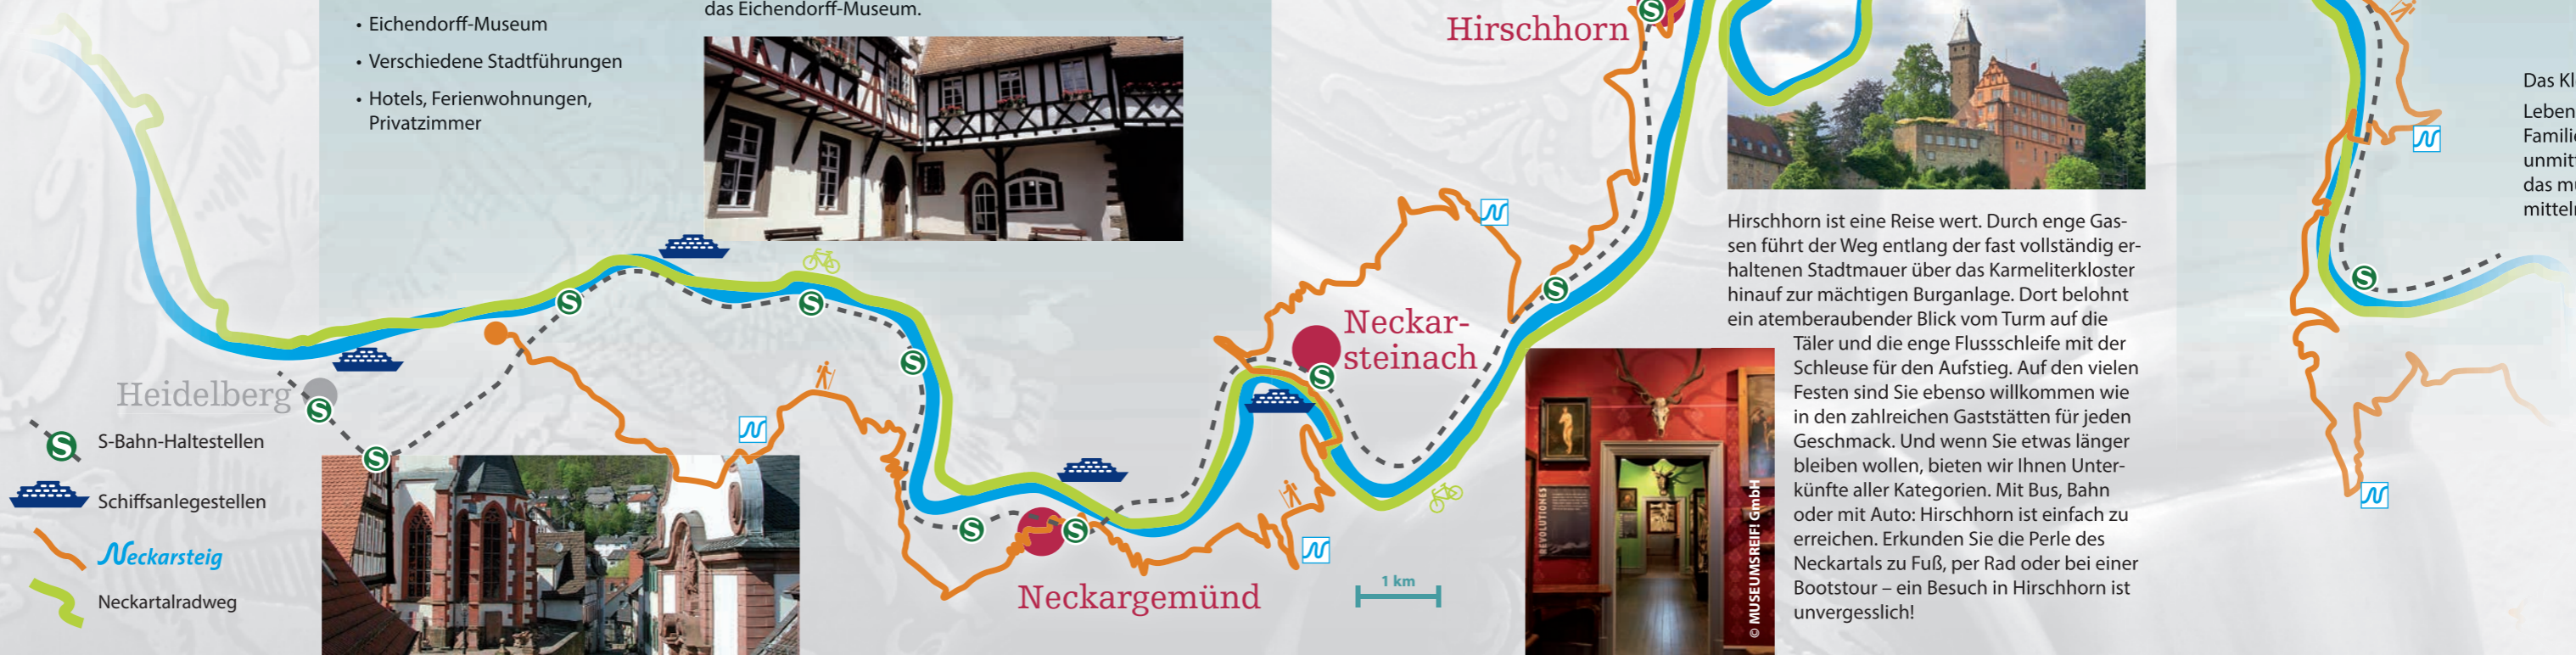 • Eichendorff-Museum
• Verschiedene Stadtführungen
• Hotels, Ferienwohnungen,
Privatzimmer
das Eichendorff-Museum.
Heidelberg
S
S-Bahn-Haltestellen
Schiffsanlegestellen
Neckarsteig
Neckartalradweg
S
S
S
S
S
S
S
Neckargemünd
Neckar-
steinach
S
S
1 km
Hirschhorn
S
REVOLUTIONES
© MUSEUMSREIF! GmbH
Hirschhorn ist eine Reise wert. Durch enge Gas-
sen führt der Weg entlang der fast vollständig er-
haltenen Stadtmauer über das Karmeliterkloster
hinauf zur mächtigen Burganlage. Dort belohnt
ein atemberaubender Blick vom Turm auf die
Täler und die enge Flussschleife mit der
Schleuse für den Aufstieg. Auf den vielen
Festen sind Sie ebenso willkommen wie
in den zahlreichen Gaststätten für jeden
Geschmack. Und wenn Sie etwas länger
bleiben wollen, bieten wir Ihnen Unter-
künfte aller Kategorien. Mit Bus, Bahn
oder mit Auto: Hirschhorn ist einfach zu
erreichen. Erkunden Sie die Perle des
Neckartals zu Fuß, per Rad oder bei einer
Bootstour – ein Besuch in Hirschhorn ist
unvergesslich!
S
Das Kl
Leben
Famili
unmit
das m
mittel